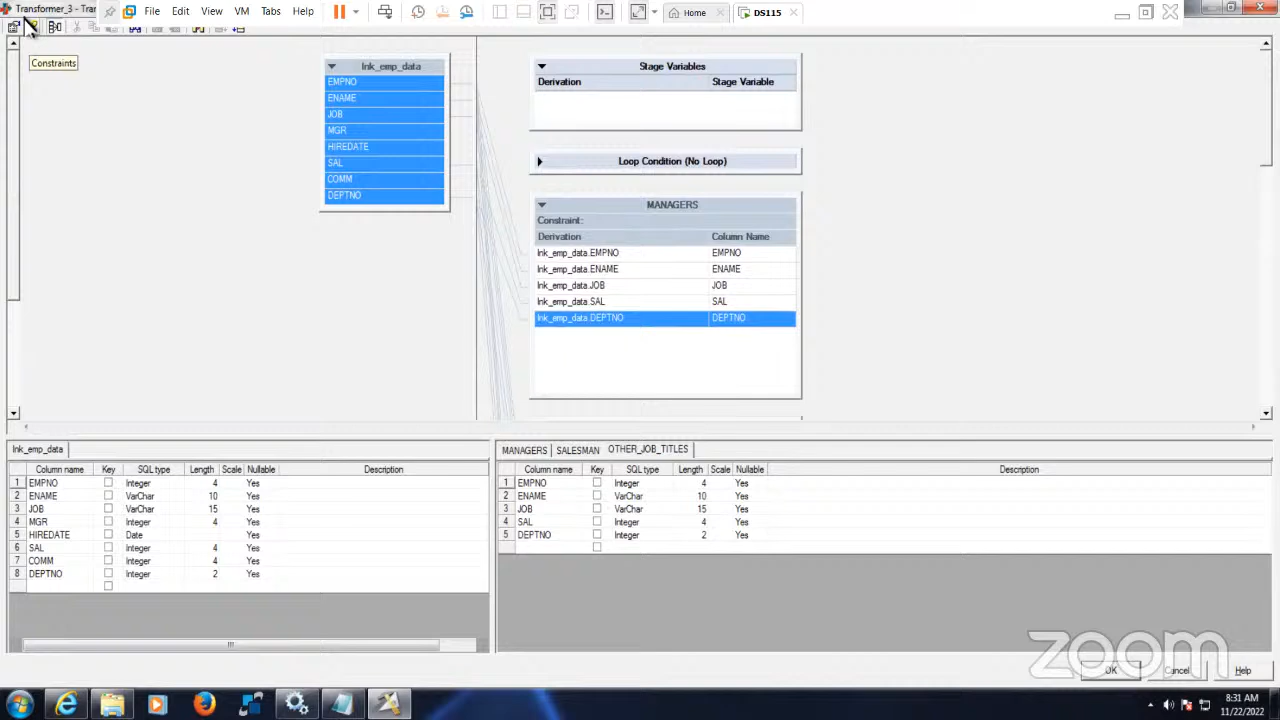 Transformer_3 - Trar
File
Edit
View
VM
Tabs
Help
Home
DS115
Constraints
lnk_emp_data
EMPNO
ENAME
JOB
MGR
HIREDATE
SAL
COMM
DEPTNO
Stage Variables
Derivation Stage Variable
Loop Condition (No Loop)
MANAGERS
Constraint:
Derivation Column Name
lnk_emp_data.EMPNO EMPNO
lnk_emp_data.ENAME ENAME
lnk_emp_data.JOB JOB
lnk_emp_data.SAL SAL
lnk_emp_data.DEPTNO DEPTNO
lnk_emp_data
Column name Key SQL type Length Scale Nullable Description
1 EMPNO Integer 4 Yes
2 ENAME VarChar 10 Yes
3 JOB VarChar 15 Yes
4 MGR Integer 4 Yes
5 HIREDATE Date Yes
6 SAL Integer 4 Yes
7 COMM Integer 4 Yes
8 DEPTNO Integer 2 Yes
MANAGERS SALESMAN OTHER_JOB_TITLES
Column name Key SQL type Length Scale Nullable Description
1 EMPNO Integer 4 Yes
2 ENAME VarChar 10 Yes
3 JOB VarChar 15 Yes
4 SAL Integer 4 Yes
5 DEPTNO Integer 2 Yes
zoom
OK
Cancel
Help
8:31 AM
11/22/2022